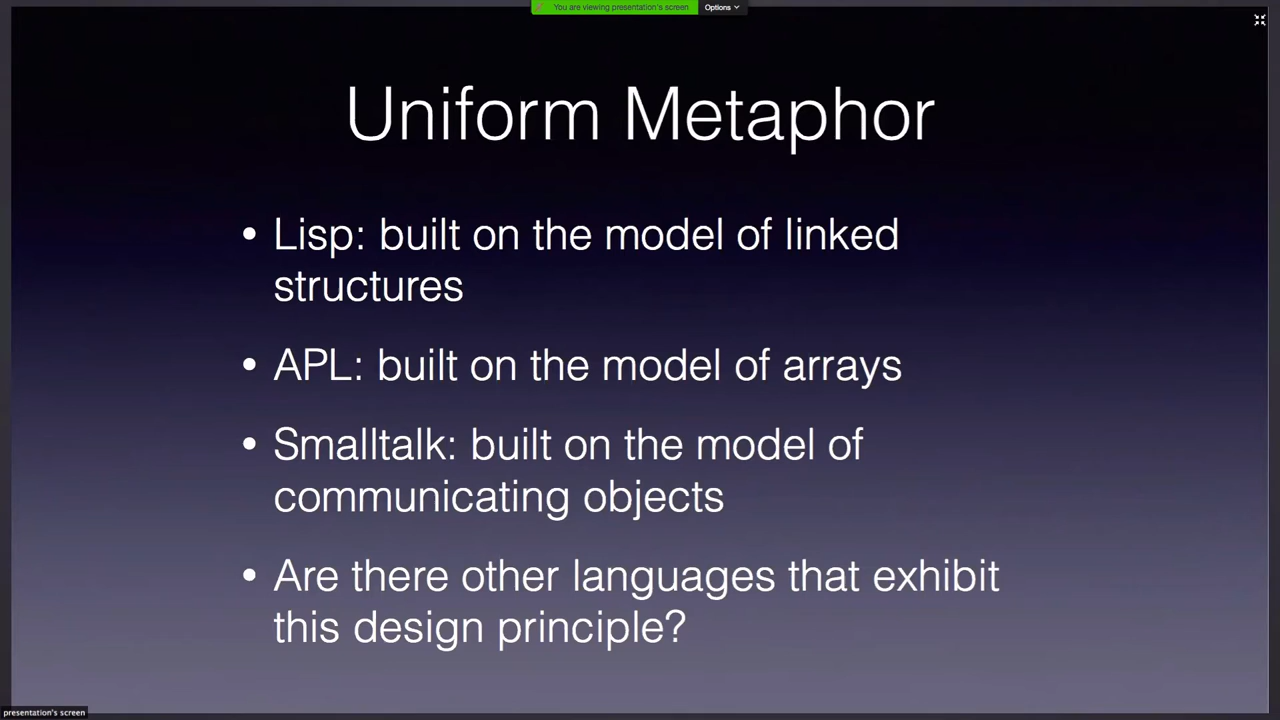 You are viewing presentation's screen
Options
Uniform Metaphor
• Lisp: built on the model of linked
structures
• APL: built on the model of arrays
• Smalltalk: built on the model of
communicating objects
• Are there other languages that exhibit
this design principle?
presentation's screen